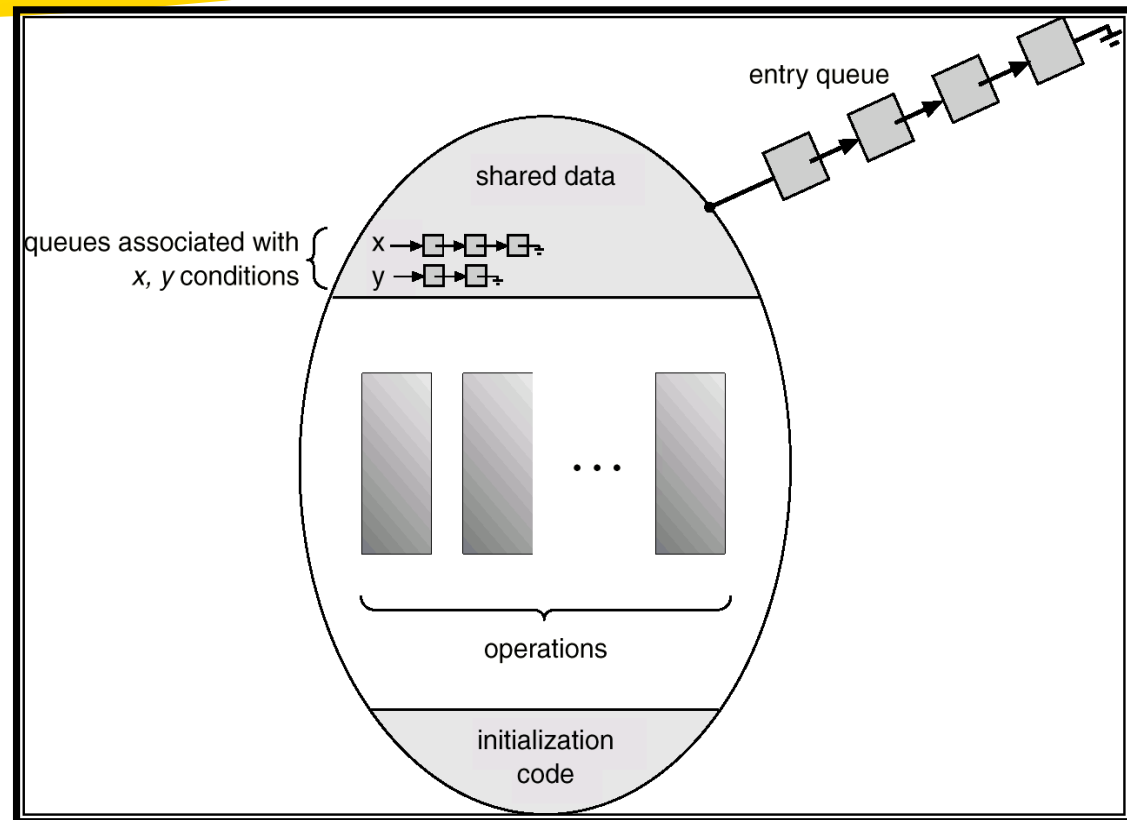 entry queue
shared data
queues associated with
x, y conditions
x
y
• • •
operations
initialization
code